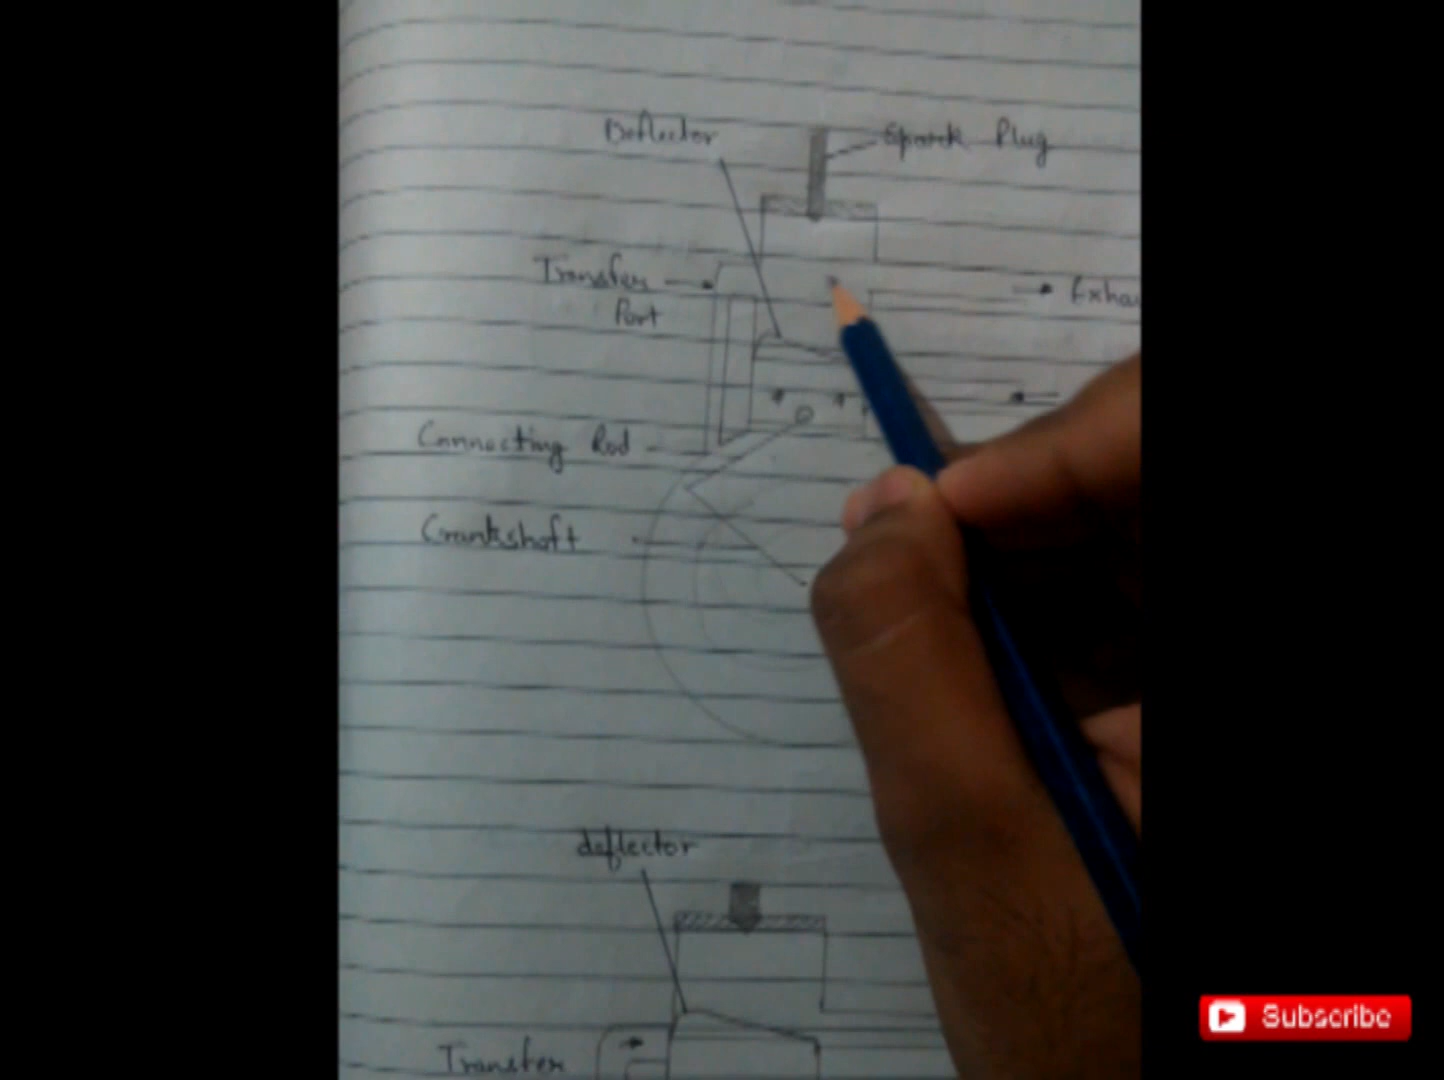 Deflector
Spark Plug
Transfer
Port
Exha
Connecting Rod
Crankshaft
deflector
Transfer
Subscribe